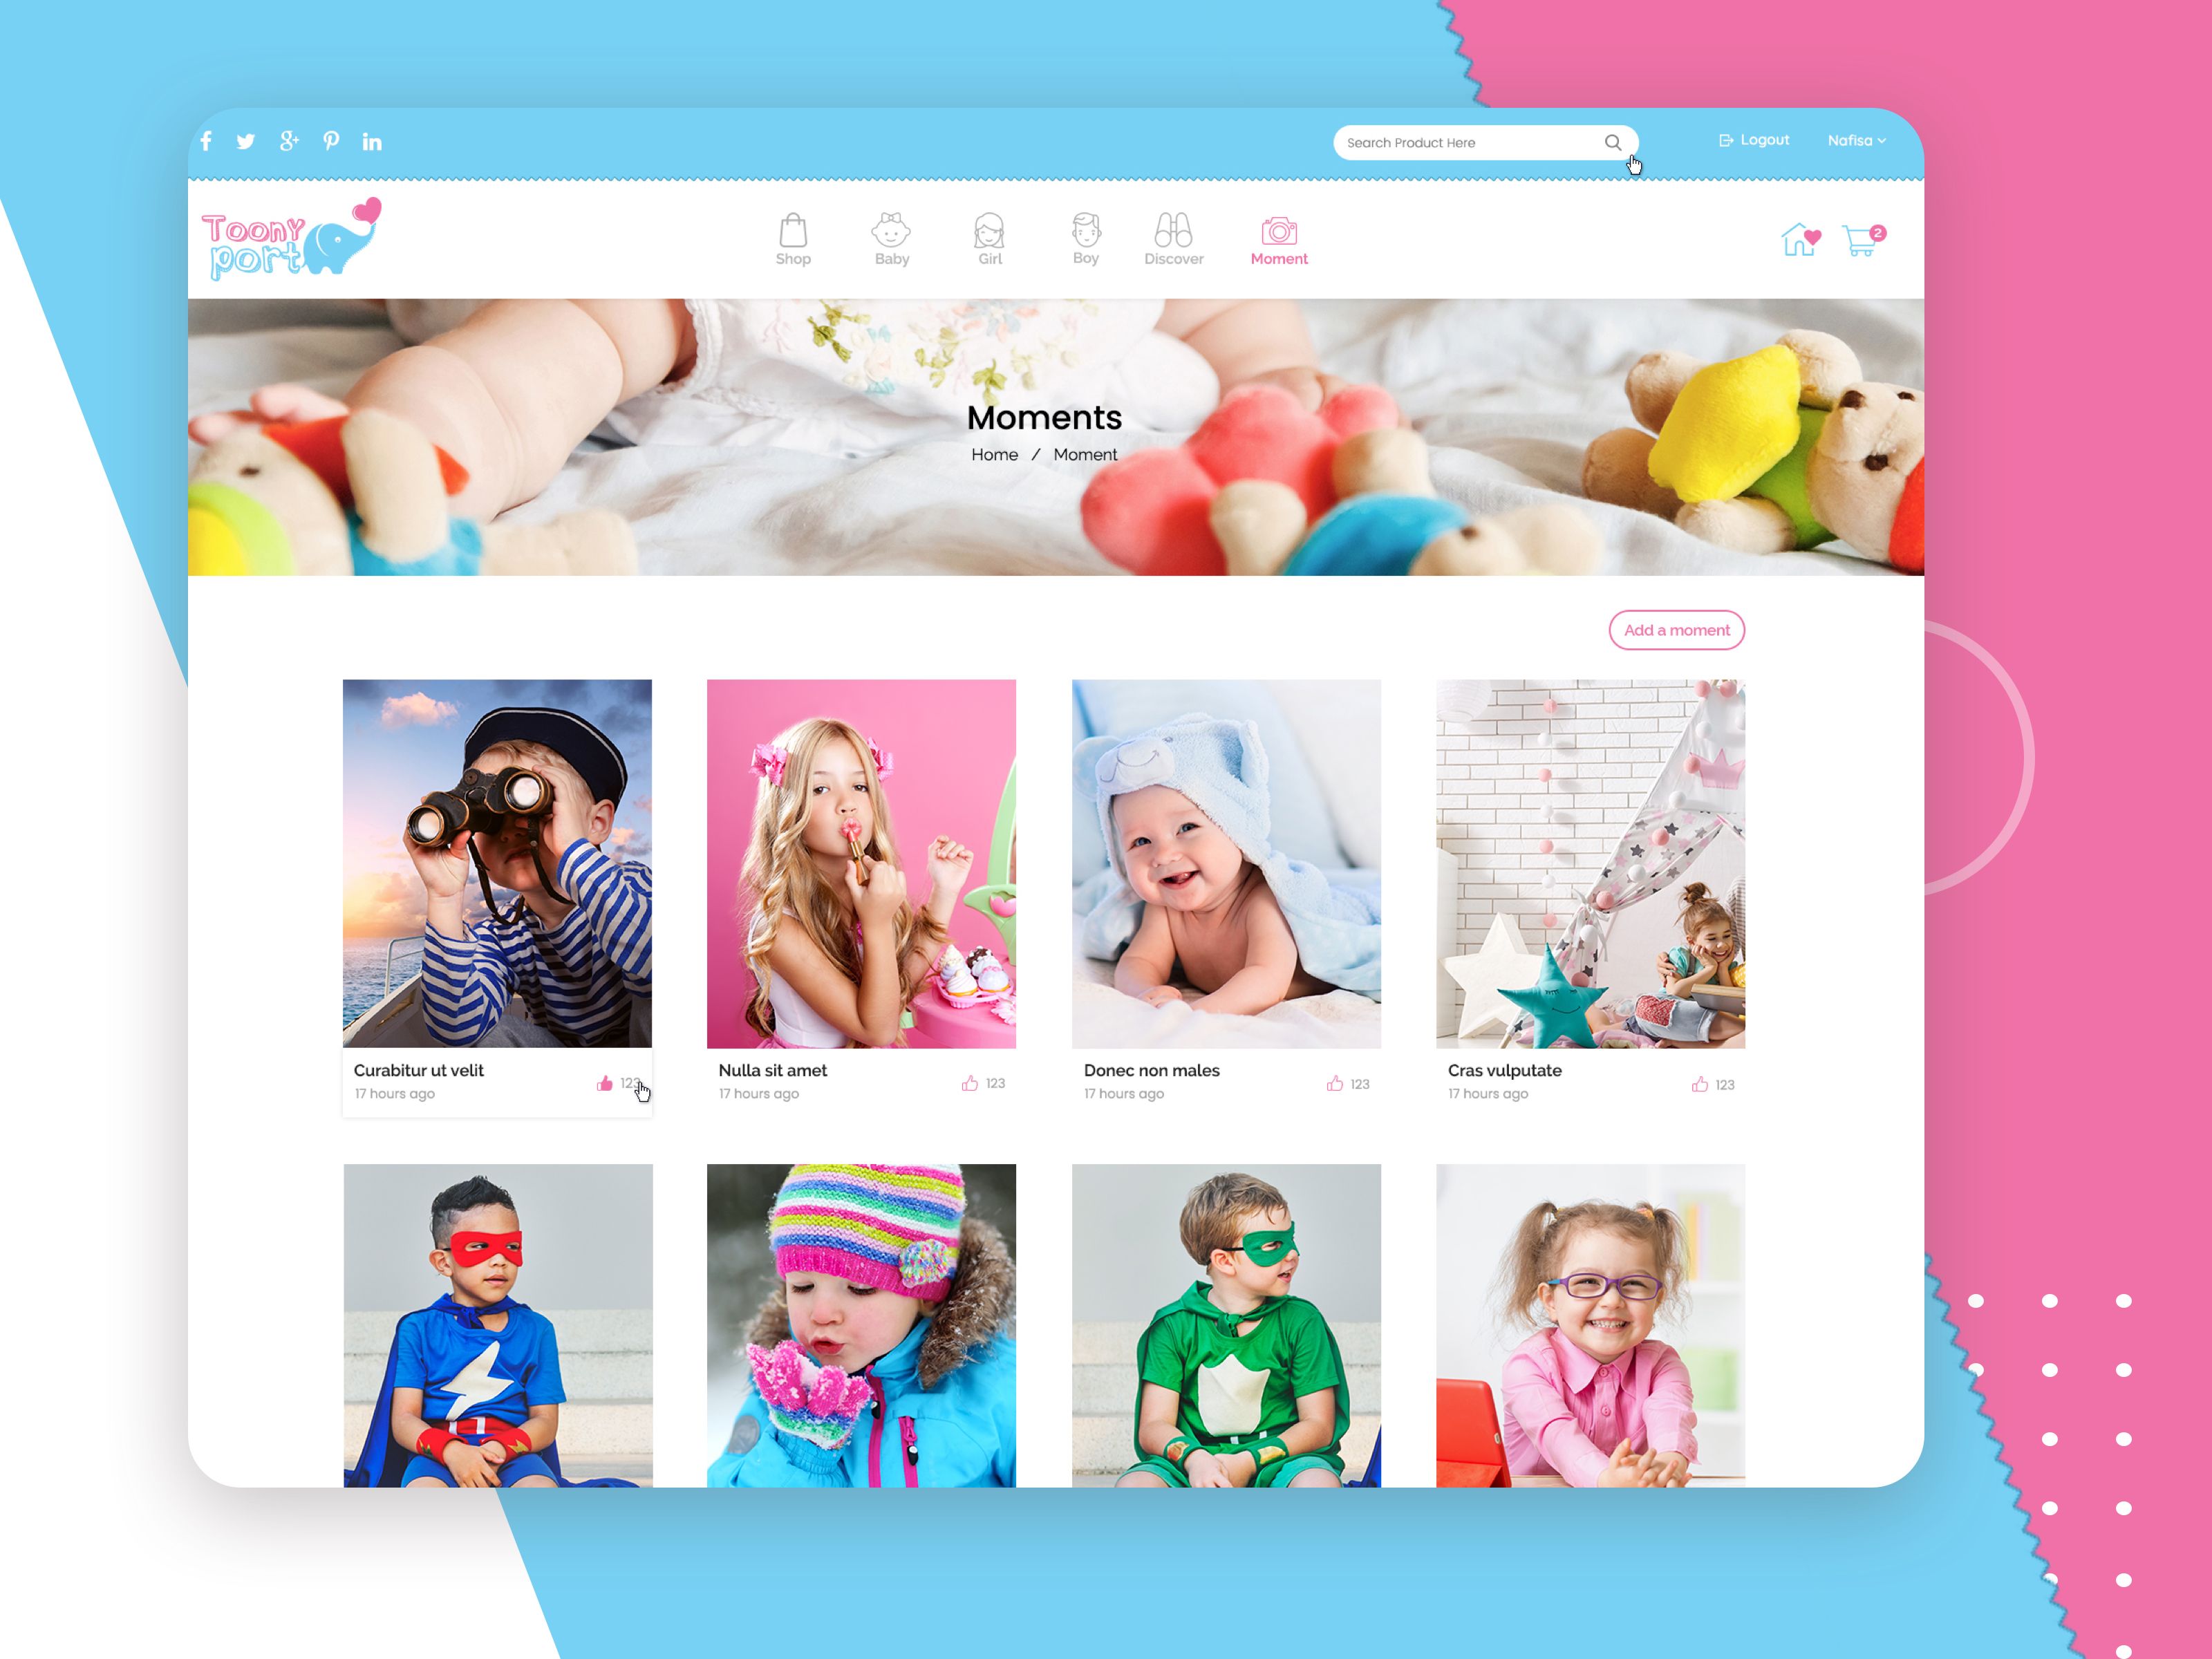 Search Product Here
Logout
Nafisa
Toony
port
Shop
Baby
Girl
Boy
Discover
Moment
2
Moments
Home / Moment
Add a moment
Curabitur ut velit
17 hours ago
123
Nulla sit amet
17 hours ago
123
Donec non males
17 hours ago
123
Cras vulputate
17 hours ago
123